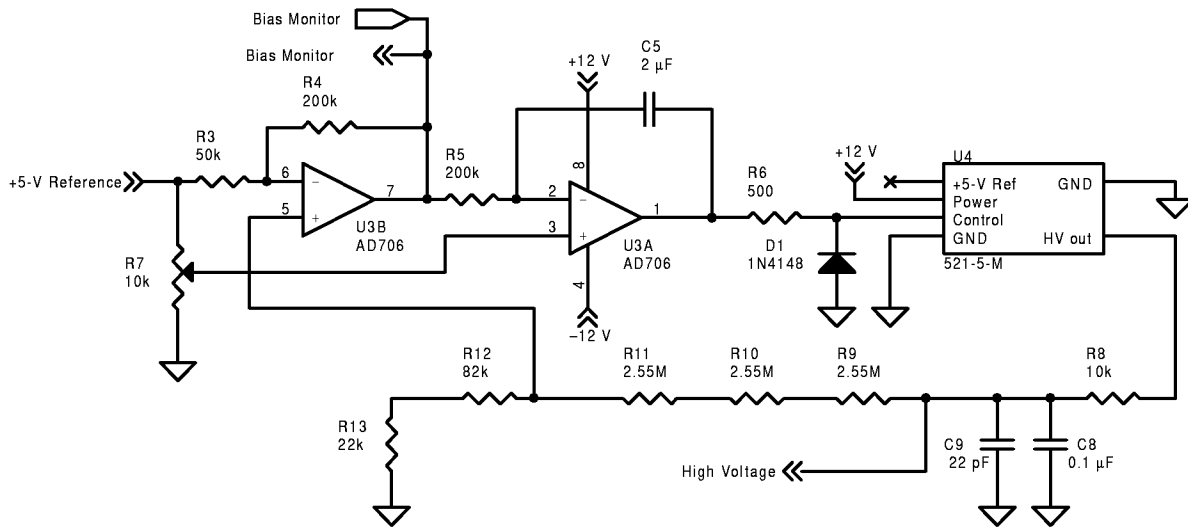 Bias Monitor
Bias Monitor
R4
200k
R3
50k
+5-V Reference
6
5
7
U3B
AD706
R7
10k
R5
200k
+12 V
C5
2 µF
8
2
3
1
4
U3A
AD706
-12 V
R6
500
D1
1N4148
+12 V
U4
+5-V Ref
Power
Control
GND
GND
HV out
521-5-M
R12
82k
R13
22k
R11
2.55M
R10
2.55M
R9
2.55M
R8
10k
High Voltage
C9
22 pF
C8
0.1 µF